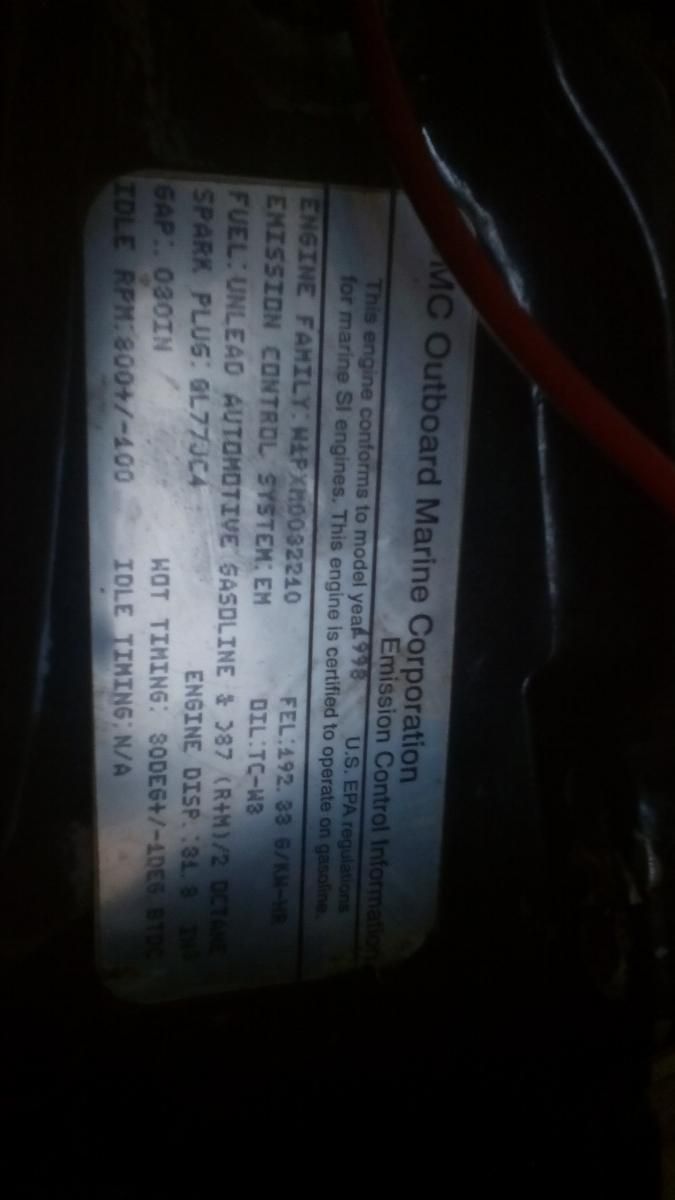 MC Outboard Marine Corporation
Emission Control Information
This engine conforms to model year 1998 U.S. EPA regulations
for marine SI engines. This engine is certified to operate on gasoline.
ENGINE FAMILY: FEL:192.33 G/KW-HR
EMISSION CONTROL SYSTEM:EM OIL:TC-W3
FUEL:UNLEAD AUTOMOTIVE GASOLINE & >87 (R+M)/2 OCTANE
SPARK PLUG: QL77JC4 ENGINE DISP.:31.8 IN3
GAP:.030IN WOT TIMING: 30DEG+/-1DEG BTDC
IDLE RPM:800+/-100 IDLE TIMING:N/A